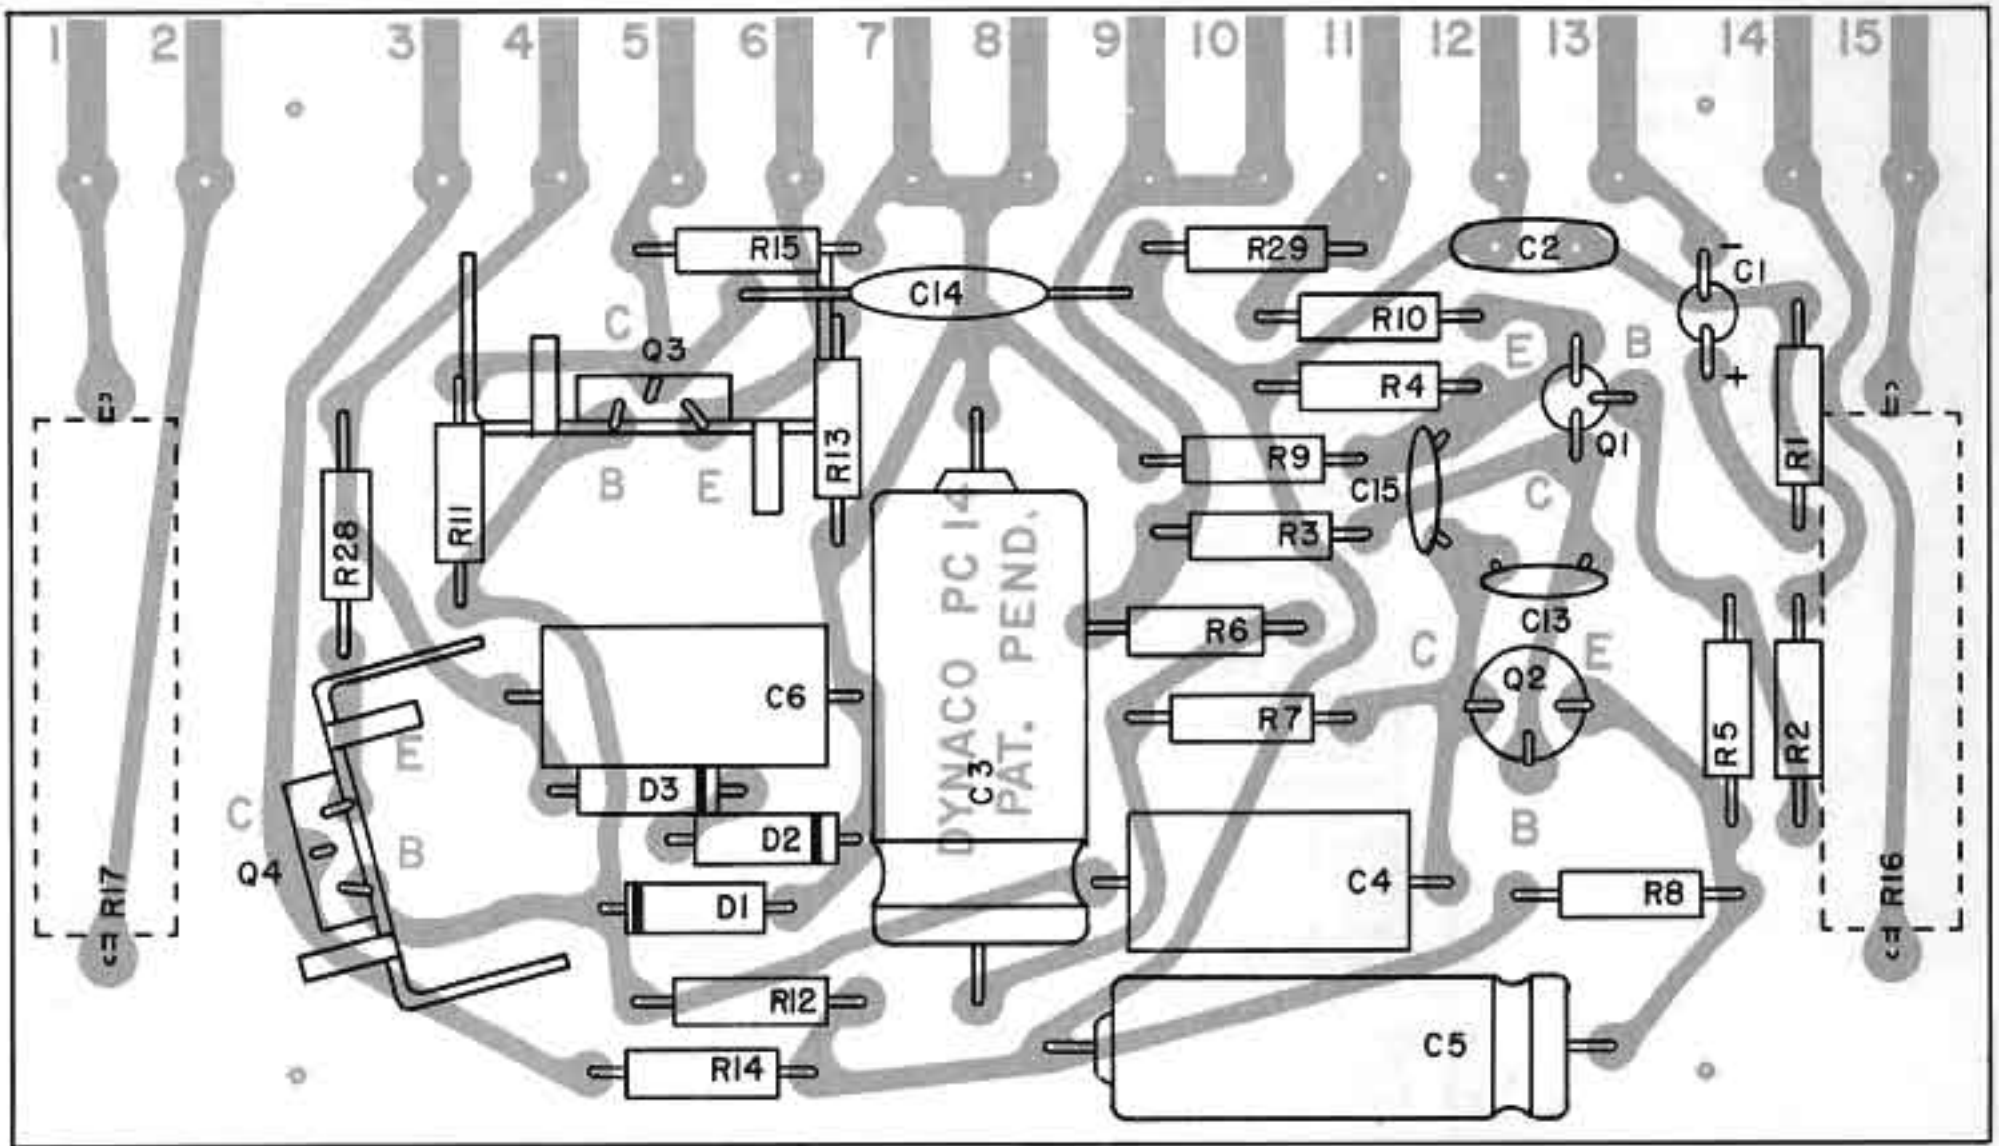 1 2 3 4 5 6 7 8 9 10 11 12 13 14 15
R15
R29
C2
-
C1
C14
R10
E
B
C
Q3
R4
+
Q1
R13
R9
R1
B
E
C15
C
R28
R11
R3
DYNACO PC 14
PAT. PEND.
R6
C13
C
E
C6
Q2
R7
R5
R2
E
D3
C3
C
B
D2
B
Q4
R17
D1
C4
R8
R16
R12
R14
C5